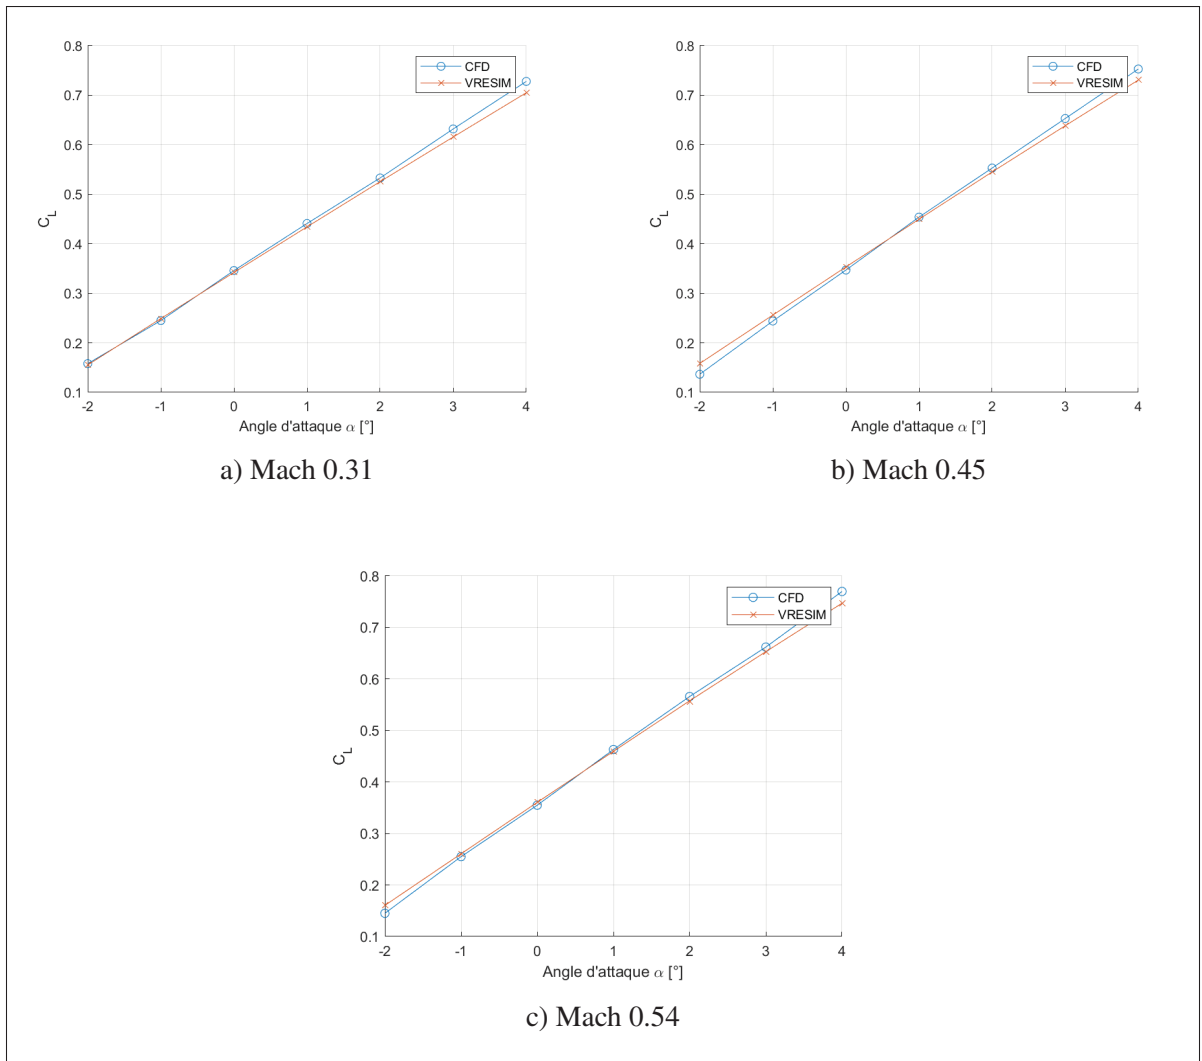 0.8
0.7
0.6
0.5
0.4
0.3
0.2
0.1
C_L
-2 -1 0 1 2 3 4
Angle d'attaque α [°]
CFD
VRESIM
a) Mach 0.31
0.8
0.7
0.6
0.5
0.4
0.3
0.2
0.1
C_L
-2 -1 0 1 2 3 4
Angle d'attaque α [°]
CFD
VRESIM
b) Mach 0.45
0.8
0.7
0.6
0.5
0.4
0.3
0.2
0.1
C_L
-2 -1 0 1 2 3 4
Angle d'attaque α [°]
CFD
VRESIM
c) Mach 0.54